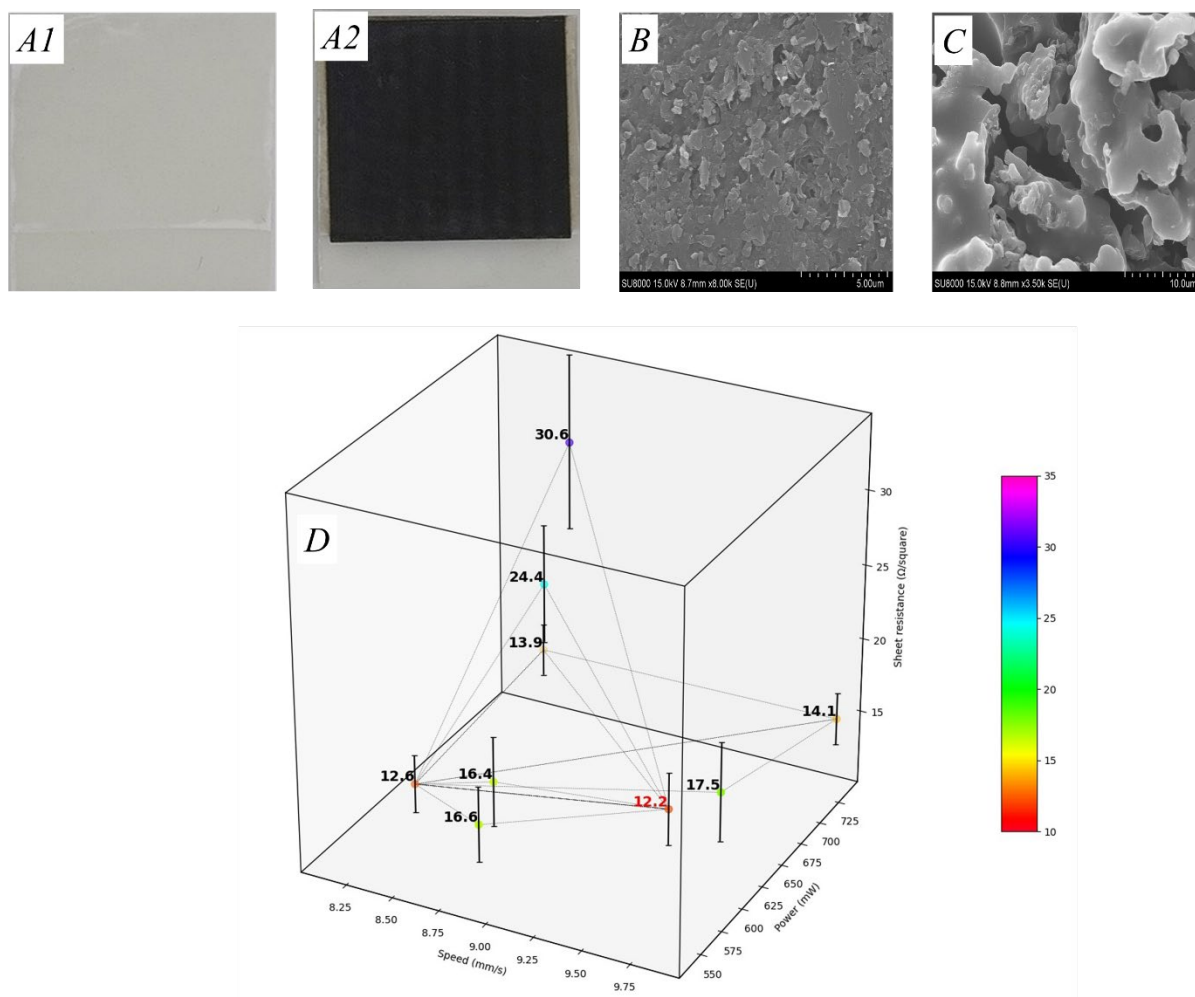 A1
A2
B
C
SU8000 15.0kV 8.7mm x8.00k SE(U)
5.00um
SU8000 15.0kV 8.8mm x3.50k SE(U)
10.0u
D
30.6
24.4
13.9
14.1
12.6
16.4
17.5
12.2
16.6
30
25
20
15
Sheet resistance (Ω/square)
725
700
675
650
625
600
575
550
Power (mW)
8.25
8.50
8.75
9.00
9.25
9.50
9.75
Speed (mm/s)
35
30
25
20
15
10